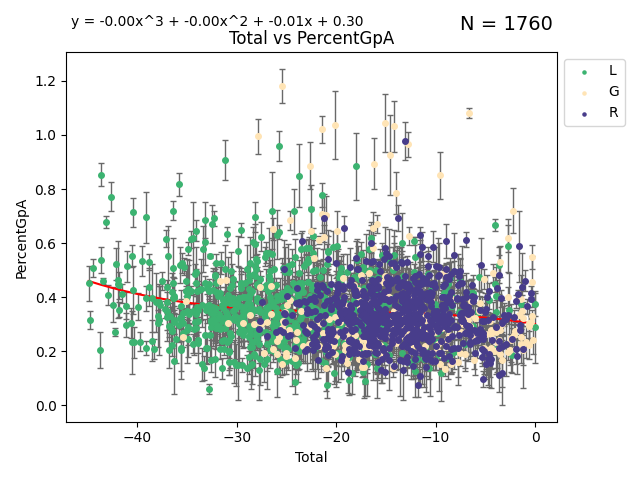 y = -0.00x^3 + -0.00x^2 + -0.01x + 0.30
N = 1760
Total vs PercentGpA
L
G
R
PercentGpA
1.2
1.0
0.8
0.6
0.4
0.2
0.0
−40
−30
−20
−10
0
Total